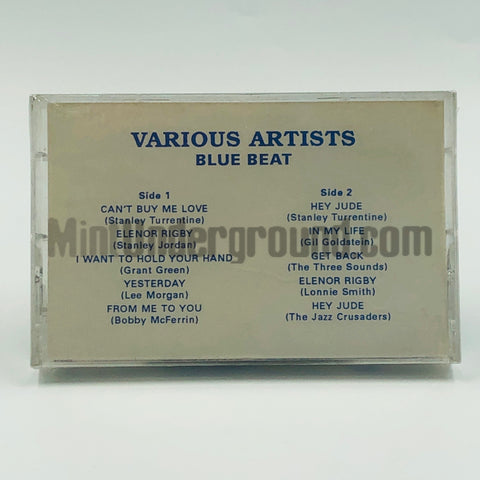 VARIOUS ARTISTS
BLUE BEAT
Side 1
CAN'T BUY ME LOVE
(Stanley Turrentine)
ELENOR RIGBY
(Stanley Jordan)
I WANT TO HOLD YOUR HAND
(Grant Green)
YESTERDAY
(Lee Morgan)
FROM ME TO YOU
(Bobby McFerrin)
Side 2
HEY JUDE
(Stanley Turrentine)
IN MY LIFE
(Gil Goldstein)
GET BACK
(The Three Sounds)
ELENOR RIGBY
(Lonnie Smith)
HEY JUDE
(The Jazz Crusaders)